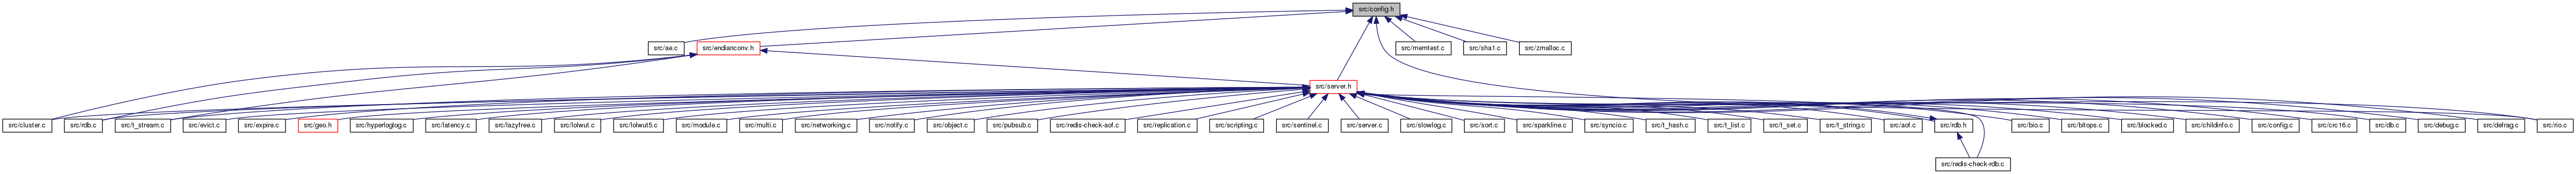 src/config.h
src/ae.c
src/endianconv.h
src/memtest.c
src/sha1.c
src/zmalloc.c
src/server.h
src/cluster.c
src/rdb.c
src/t_stream.c
src/evict.c
src/expire.c
src/geo.h
src/hyperloglog.c
src/latency.c
src/lazyfree.c
src/lolwut.c
src/lolwut5.c
src/module.c
src/multi.c
src/networking.c
src/notify.c
src/object.c
src/pubsub.c
src/redis-check-aof.c
src/replication.c
src/scripting.c
src/sentinel.c
src/server.c
src/slowlog.c
src/sort.c
src/sparkline.c
src/syncio.c
src/t_hash.c
src/t_list.c
src/t_set.c
src/t_string.c
src/aof.c
src/rdb.h
src/bio.c
src/bitops.c
src/blocked.c
src/childinfo.c
src/config.c
src/crc16.c
src/db.c
src/debug.c
src/defrag.c
src/rio.c
src/redis-check-rdb.c